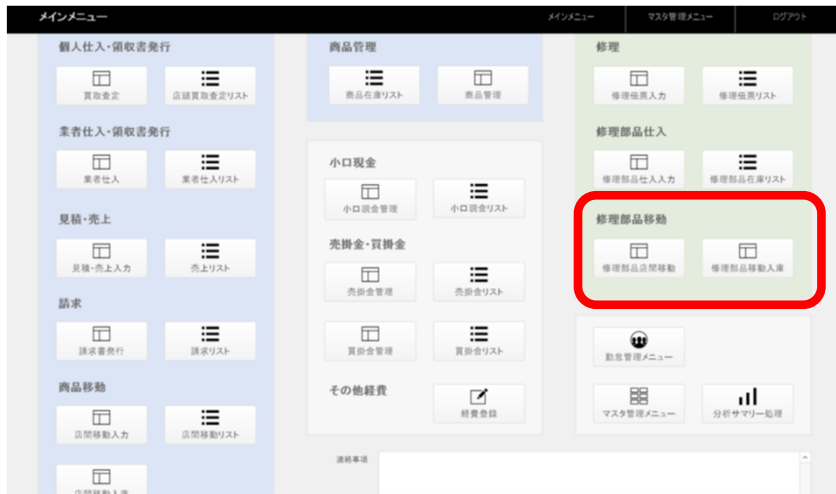 メインメニュー
メインメニュー マスタ管理メニュー ログアウト
個人仕入・領収書発行
買取査定 店頭買取査定リスト
業者仕入・領収書発行
業者仕入 業者仕入リスト
見積・売上
見積・売上入力 売上リスト
請求
請求書発行 請求リスト
商品移動
店間移動入力 店間移動リスト
店間移動入庫
商品管理
商品在庫リスト 商品管理
小口現金
小口現金管理 小口現金リスト
売掛金・買掛金
売掛金管理 売掛金リスト
買掛金管理 買掛金リスト
その他経費
経費登録
連絡事項
修理
修理伝票入力 修理伝票リスト
修理部品仕入
修理部品仕入入力 修理部品在庫リスト
修理部品移動
修理部品店間移動 修理部品移動入庫
勤怠管理メニュー
マスタ管理メニュー 分析サマリー処理